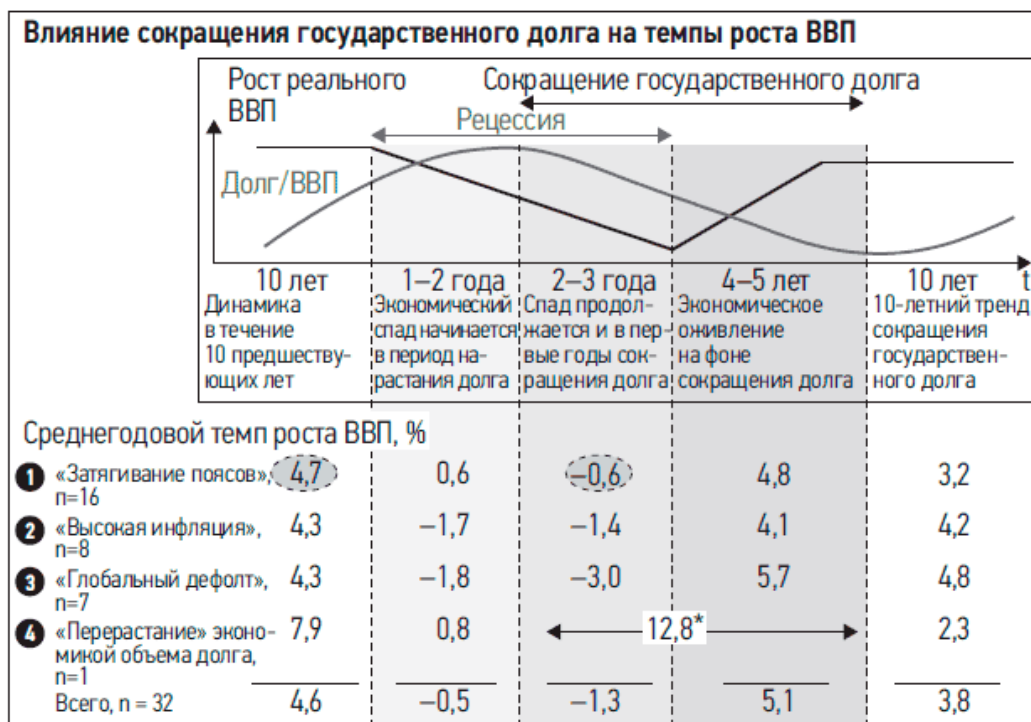 Влияние сокращения государственного долга на темпы роста ВВП
Рост реального
ВВП
Сокращение государственного долга
Рецессия
Долг/ВВП
10 лет 1–2 года 2–3 года 4–5 лет 10 лет t
Динамика
в течение
10 предшеству-
ющих лет
Экономический
спад начинается
в период на-
растания долга
Спад продол-
жается и в пер-
вые годы сок-
ращения долга
Экономическое
оживление
на фоне
сокращения долга
10-летний тренд
сокращения
государствен-
ного долга
Среднегодовой темп роста ВВП, %
1 «Затягивание поясов», 4,7 0,6 –0,6 4,8 3,2
n=16
2 «Высокая инфляция», 4,3 –1,7 –1,4 4,1 4,2
n=8
3 «Глобальный дефолт», 4,3 –1,8 –3,0 5,7 4,8
n=7
4 «Перерастание» эконо- 7,9 0,8 12,8* 2,3
микой объема долга,
n=1
Всего, n = 32 4,6 –0,5 –1,3 5,1 3,8